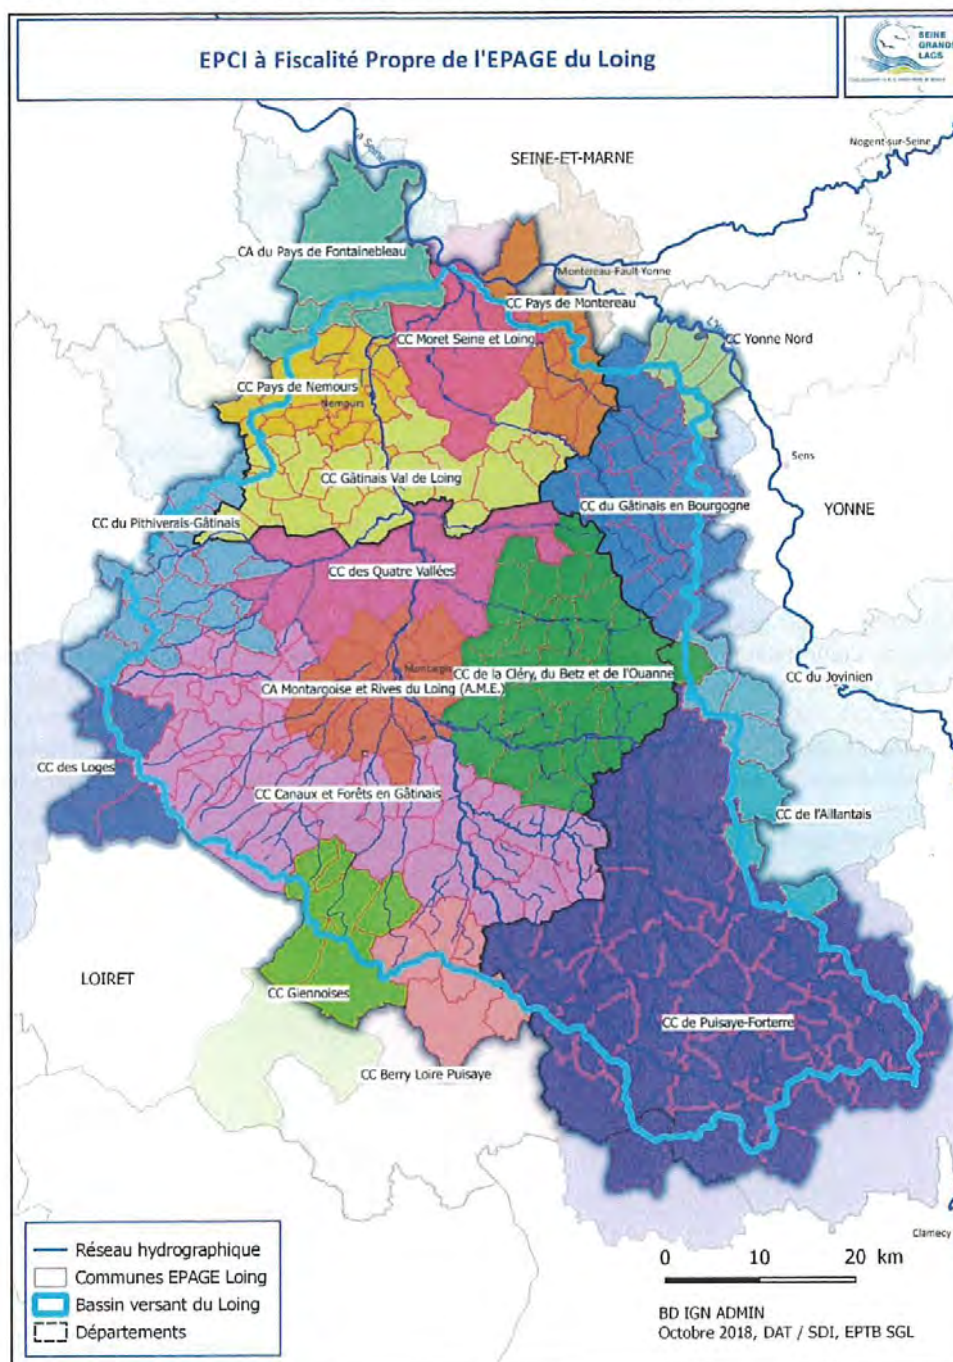 EPCI à Fiscalité Propre de l'EPAGE du Loing
SEINE
GRANDS
LACS
La Seine
SEINE-ET-MARNE
Nogent-sur-Seine
CA du Pays de Fontainebleau
Montereau-Fault-Yonne
CC Pays de Montereau
CC Moret Seine et Loing
CC Yonne Nord
CC Pays de Nemours
Nemours
Sens
CC Gâtinais Val de Loing
CC du Gâtinais en Bourgogne
CC du Pithiverais-Gâtinais
YONNE
CC des Quatre Vallées
Montargis
CC de la Cléry, du Betz et de l'Ouanne
CC du Jovinien
CA Montargoise et Rives du Loing (A.M.E.)
CC des Loges
CC Canaux et Forêts en Gâtinais
CC de l'Aillantais
LOIRET
CC Giennoises
CC de Puisaye-Forterre
CC Berry Loire Puisaye
Clamecy
Réseau hydrographique
Communes EPAGE Loing
Bassin versant du Loing
Départements
0 10 20 km
BD IGN ADMIN
Octobre 2018, DAT / SDI, EPTB SGL